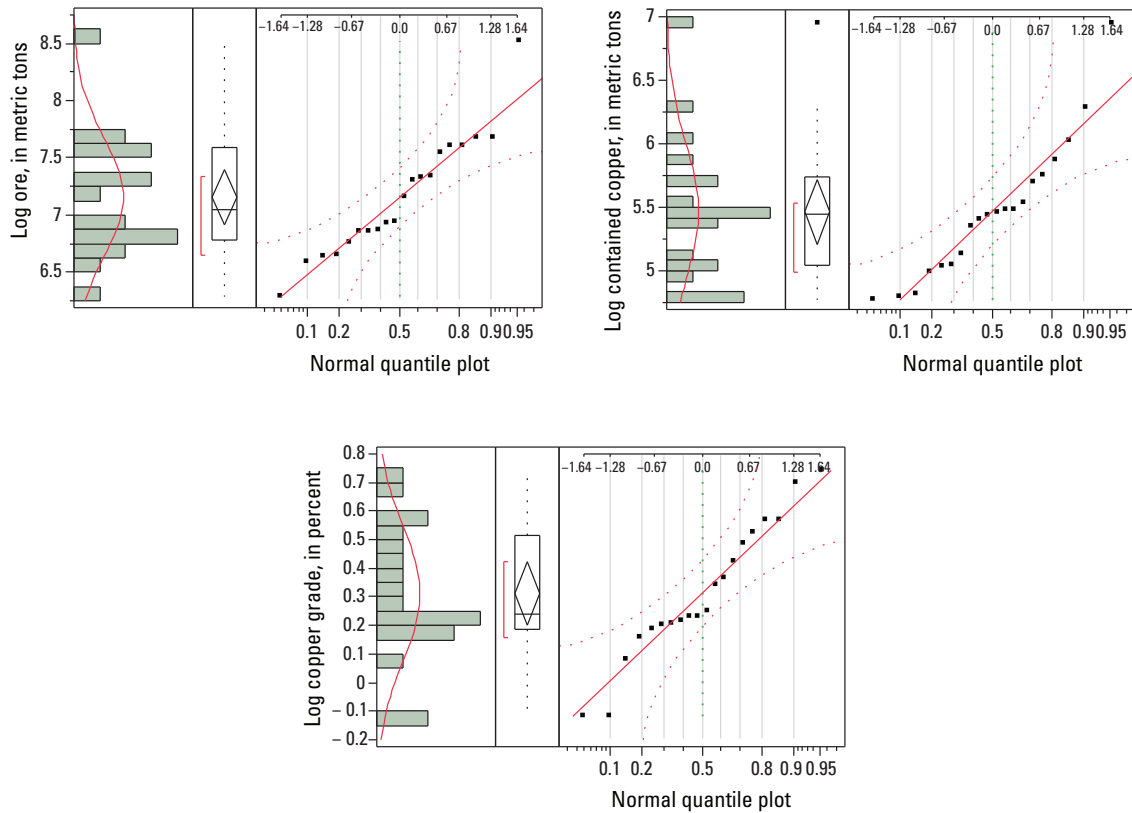 Log ore, in metric tons
8.5
8
7.5
7
6.5
−1.64 −1.28 −0.67 0.0 0.67 1.28 1.64
0.1 0.2 0.5 0.8 0.90 0.95
Normal quantile plot
Log contained copper, in metric tons
7
6.5
6
5.5
5
−1.64 −1.28 −0.67 0.0 0.67 1.28 1.64
0.1 0.2 0.5 0.8 0.90 0.95
Normal quantile plot
Log copper grade, in percent
0.8
0.7
0.6
0.5
0.4
0.3
0.2
0.1
0
− 0.1
− 0.2
−1.64 −1.28 −0.67 0.0 0.67 1.28 1.64
0.1 0.2 0.5 0.8 0.9 0.95
Normal quantile plot